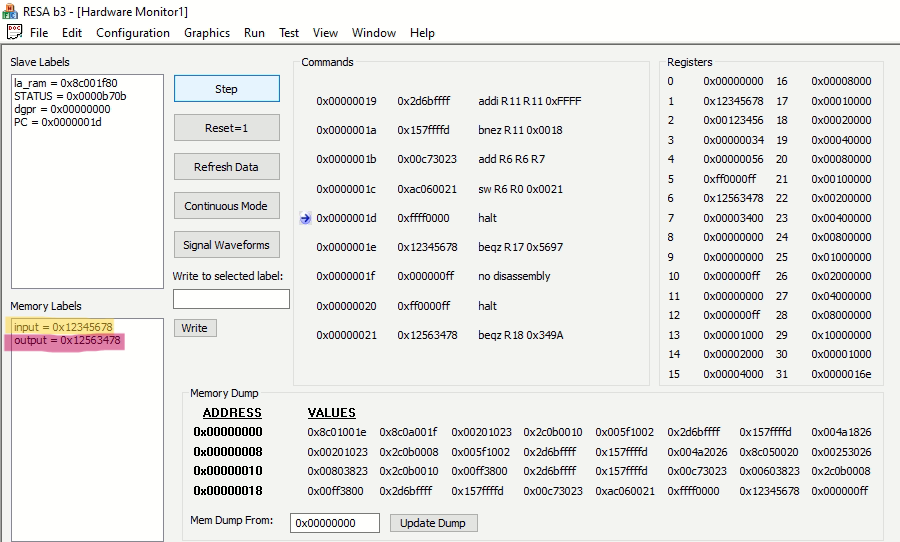 RESA b3 - [Hardware Monitor1]
File Edit Configuration Graphics Run Test View Window Help
Slave Labels
la_ram = 0x8c001f80
STATUS = 0x0000b70b
dgpr = 0x00000000
PC = 0x0000001d
Memory Labels
input = 0x12345678
output = 0x12563478
Step
Reset=1
Refresh Data
Continuous Mode
Signal Waveforms
Write to selected label:
Write
Commands
0x00000019 0x2d6bffff addi R11 R11 0xFFFF
0x0000001a 0x157ffffd bnez R11 0x0018
0x0000001b 0x00c73023 add R6 R6 R7
0x0000001c 0xac060021 sw R6 R0 0x0021
0x0000001d 0xffff0000 halt
0x0000001e 0x12345678 beqz R17 0x5697
0x0000001f 0x000000ff no disassembly
0x00000020 0xff0000ff halt
0x00000021 0x12563478 beqz R18 0x349A
Registers
0 0x00000000 16 0x00008000
1 0x12345678 17 0x00010000
2 0x00123456 18 0x00020000
3 0x00000034 19 0x00040000
4 0x00000056 20 0x00080000
5 0xff0000ff 21 0x00100000
6 0x12563478 22 0x00200000
7 0x00003400 23 0x00400000
8 0x00000000 24 0x00800000
9 0x00000000 25 0x01000000
10 0x000000ff 26 0x02000000
11 0x00000000 27 0x04000000
12 0x000000ff 28 0x08000000
13 0x00001000 29 0x10000000
14 0x00002000 30 0x00001000
15 0x00004000 31 0x0000016e
Memory Dump
ADDRESS VALUES
0x00000000 0x8c01001e 0x8c0a001f 0x00201023 0x2c0b0010 0x005f1002 0x2d6bffff 0x157ffffd 0x004a1826
0x00000008 0x00201023 0x2c0b0008 0x005f1002 0x2d6bffff 0x157ffffd 0x004a2026 0x8c050020 0x00253026
0x00000010 0x00803823 0x2c0b0010 0x00ff3800 0x2d6bffff 0x157ffffd 0x00c73023 0x00603823 0x2c0b0008
0x00000018 0x00ff3800 0x2d6bffff 0x157ffffd 0x00c73023 0xac060021 0xffff0000 0x12345678 0x000000ff
Mem Dump From: 0x00000000 Update Dump